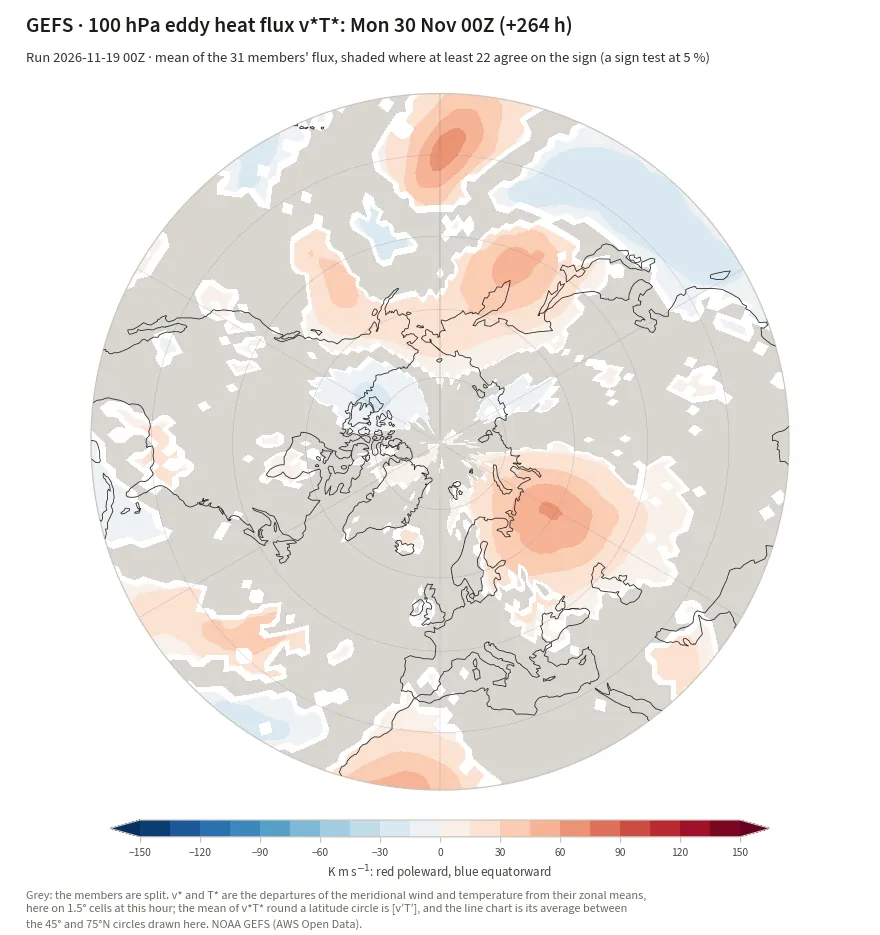 GEFS · 100 hPa eddy heat flux v*T*: Mon 30 Nov 00Z (+264 h)
Run 2026-11-19 00Z · mean of the 31 members' flux, shaded where at least 22 agree on the sign (a sign test at 5 %)
−150 −120 −90 −60 −30 0 30 60 90 120 150
K m s⁻¹: red poleward, blue equatorward
Grey: the members are split. v* and T* are the departures of the meridional wind and temperature from their zonal means,
here on 1.5° cells at this hour; the mean of v*T* round a latitude circle is [v'T'], and the line chart is its average between
the 45° and 75°N circles drawn here. NOAA GEFS (AWS Open Data).